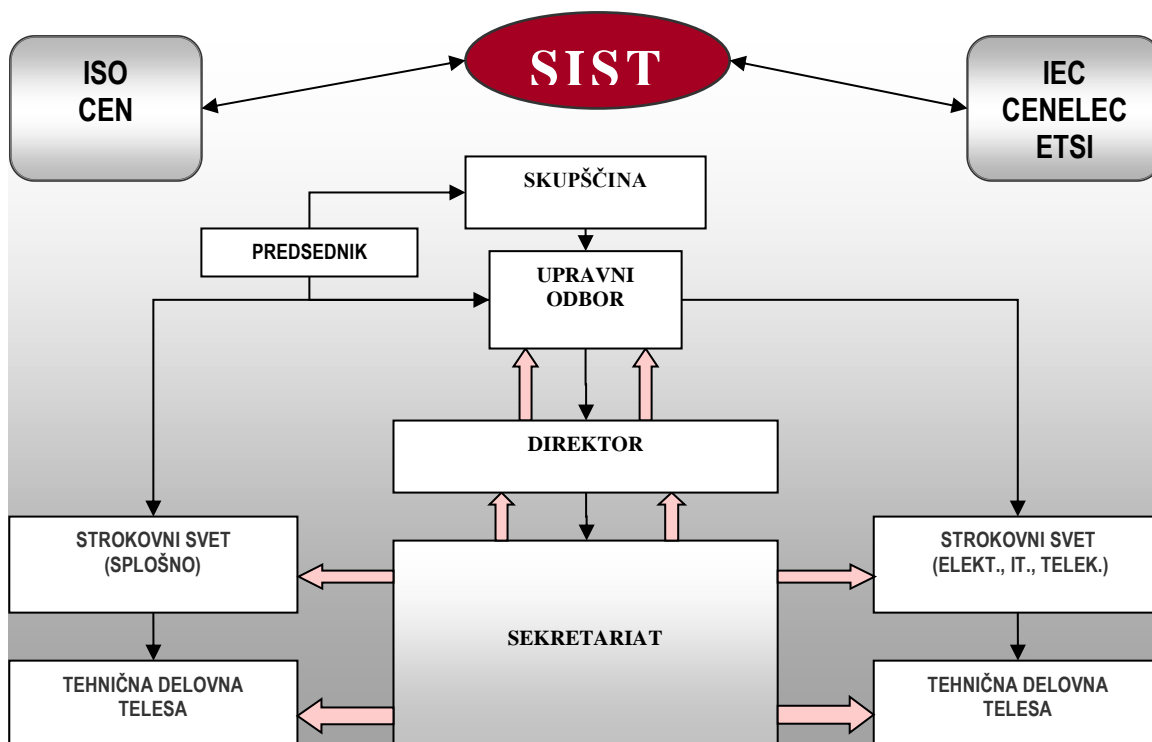 ISO
CEN
SIST
IEC
CENELEC
ETSI
SKUPŠČINA
PREDSEDNIK
UPRAVNI
ODBOR
DIREKTOR
STROKOVNI SVET
(SPLOŠNO)
STROKOVNI SVET
(ELEKT., IT., TELEK.)
SEKRETARIAT
TEHNIČNA DELOVNA
TELESA
TEHNIČNA DELOVNA
TELESA